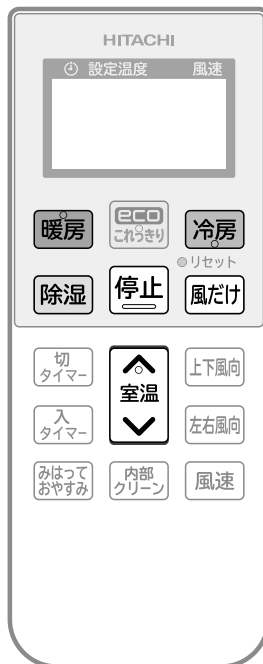 HITACHI
設定温度 風速
暖房
eco
これっきり
冷房
リセット
除湿
停止
風だけ
切
タイマー
室温
上下風向
入
タイマー
左右風向
みはって
おやすみ
内部
クリーン
風速